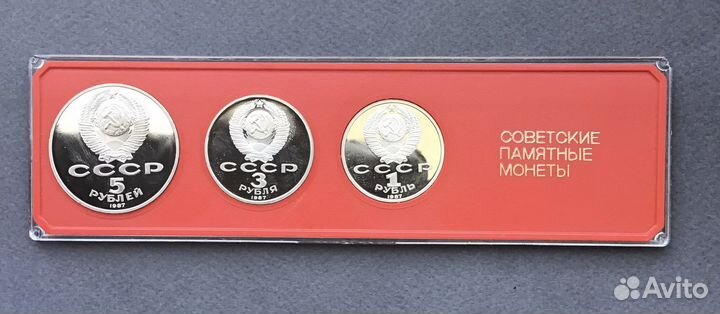 СССР
5
РУБЛЕЙ
1987
СССР
3
РУБЛЯ
1987
СССР
1
РУБЛЬ
1987
СОВЕТСКИЕ
ПАМЯТНЫЕ
МОНЕТЫ
Avito